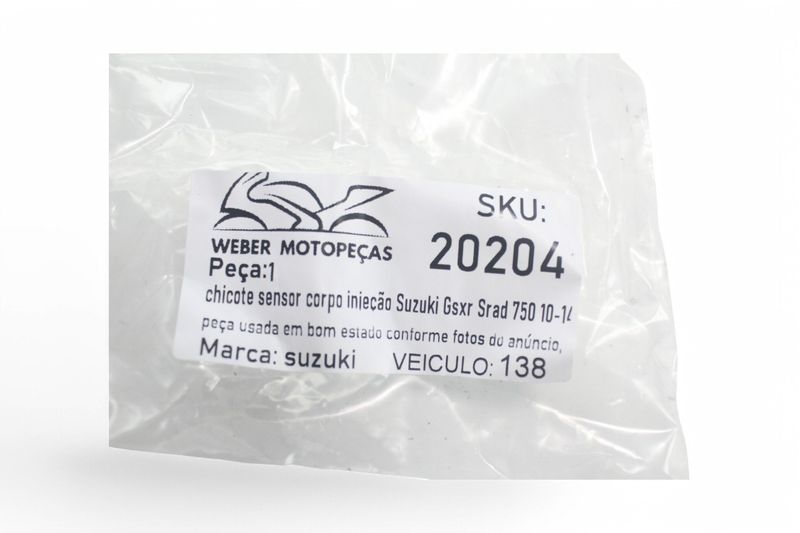 SKU:
WEBER MOTOPEÇAS
20204
Peça:1
chicote sensor corpo inieção Suzuki Gsxr Srad 750 10-14
peça usada em bom estado conforme fotos do anúncio,
Marca: suzuki VEICULO: 138